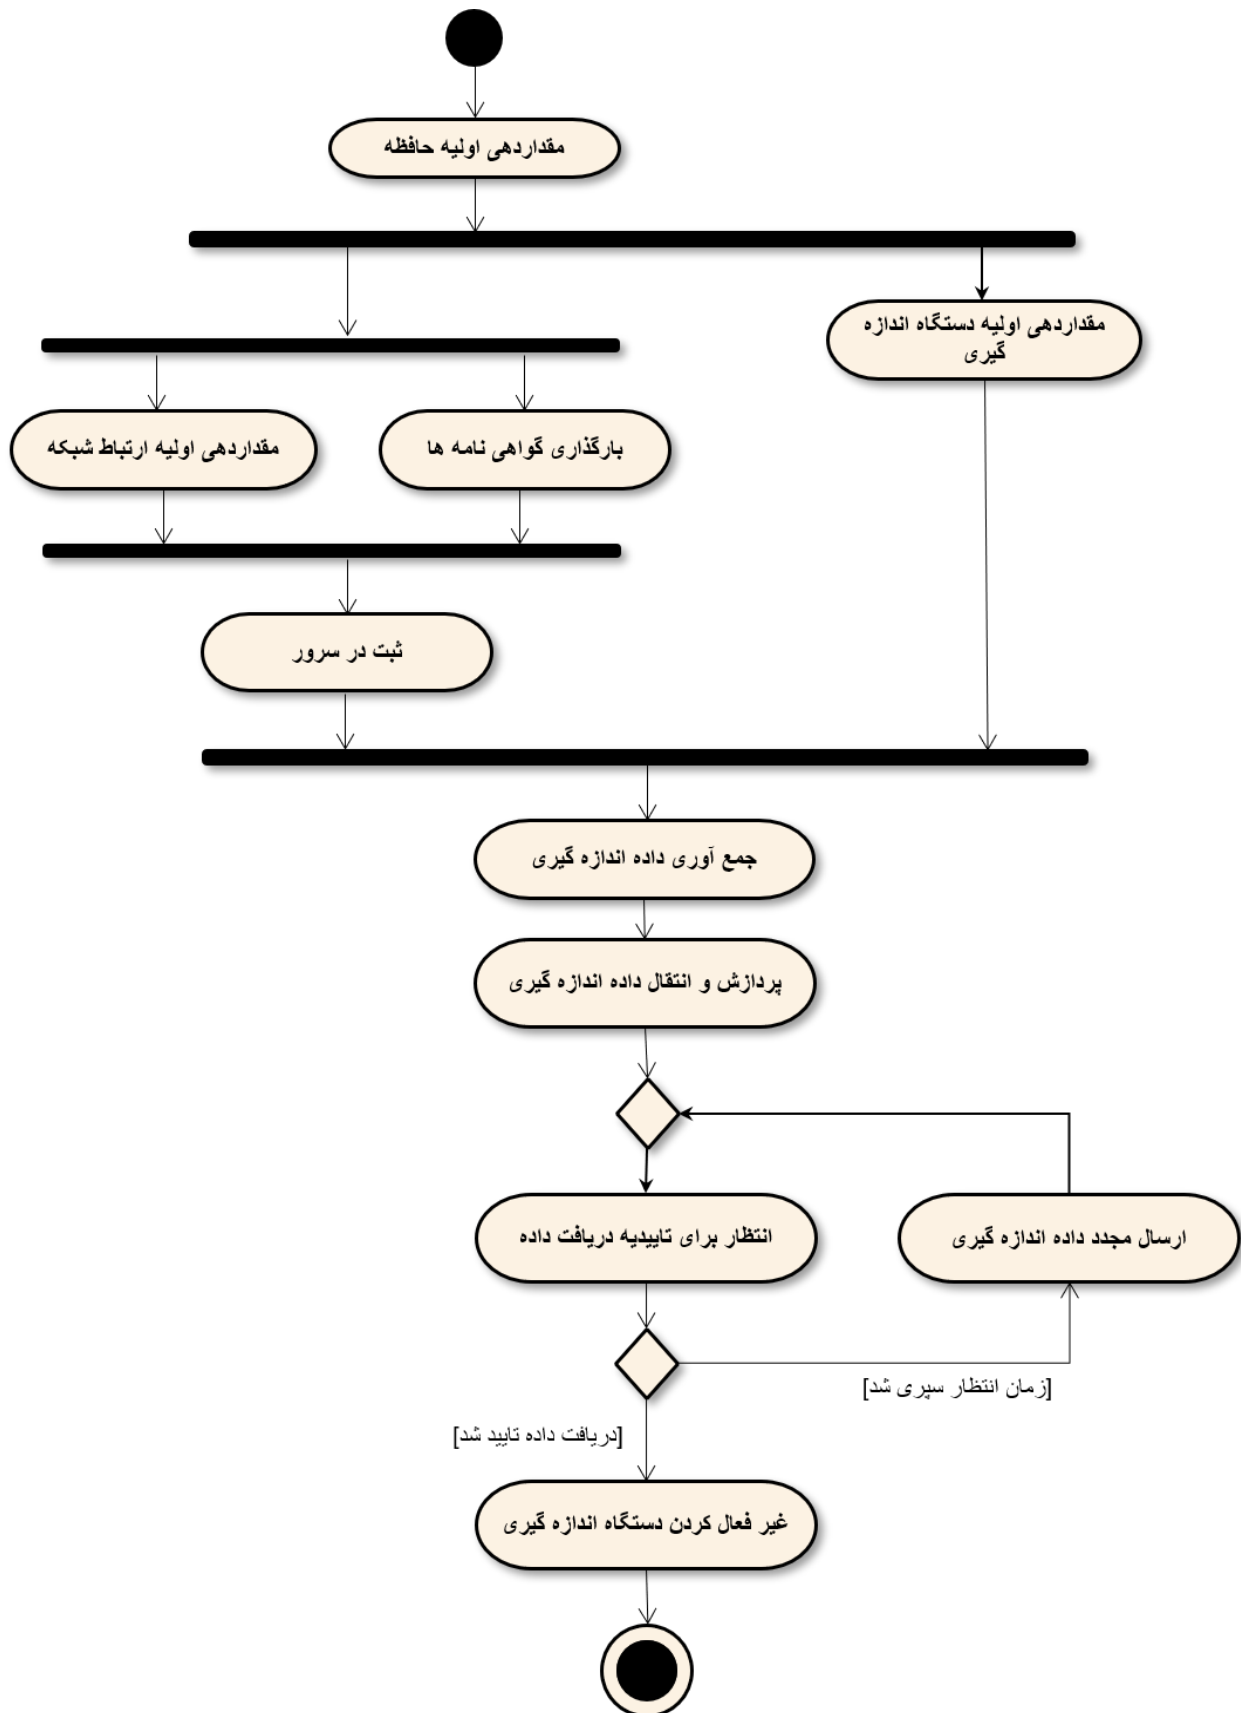 مقداردهی اولیه حافظه
مقداردهی اولیه دستگاه اندازه
گیری
بارگذاری گواهی نامه ها
مقداردهی اولیه ارتباط شبکه
ثبت در سرور
جمع آوری داده اندازه گیری
پردازش و انتقال داده اندازه گیری
انتظار برای تاییدیه دریافت داده
ارسال مجدد داده اندازه گیری
[زمان انتظار سپری شد]
[دریافت داده تایید شد]
غیر فعال کردن دستگاه اندازه گیری